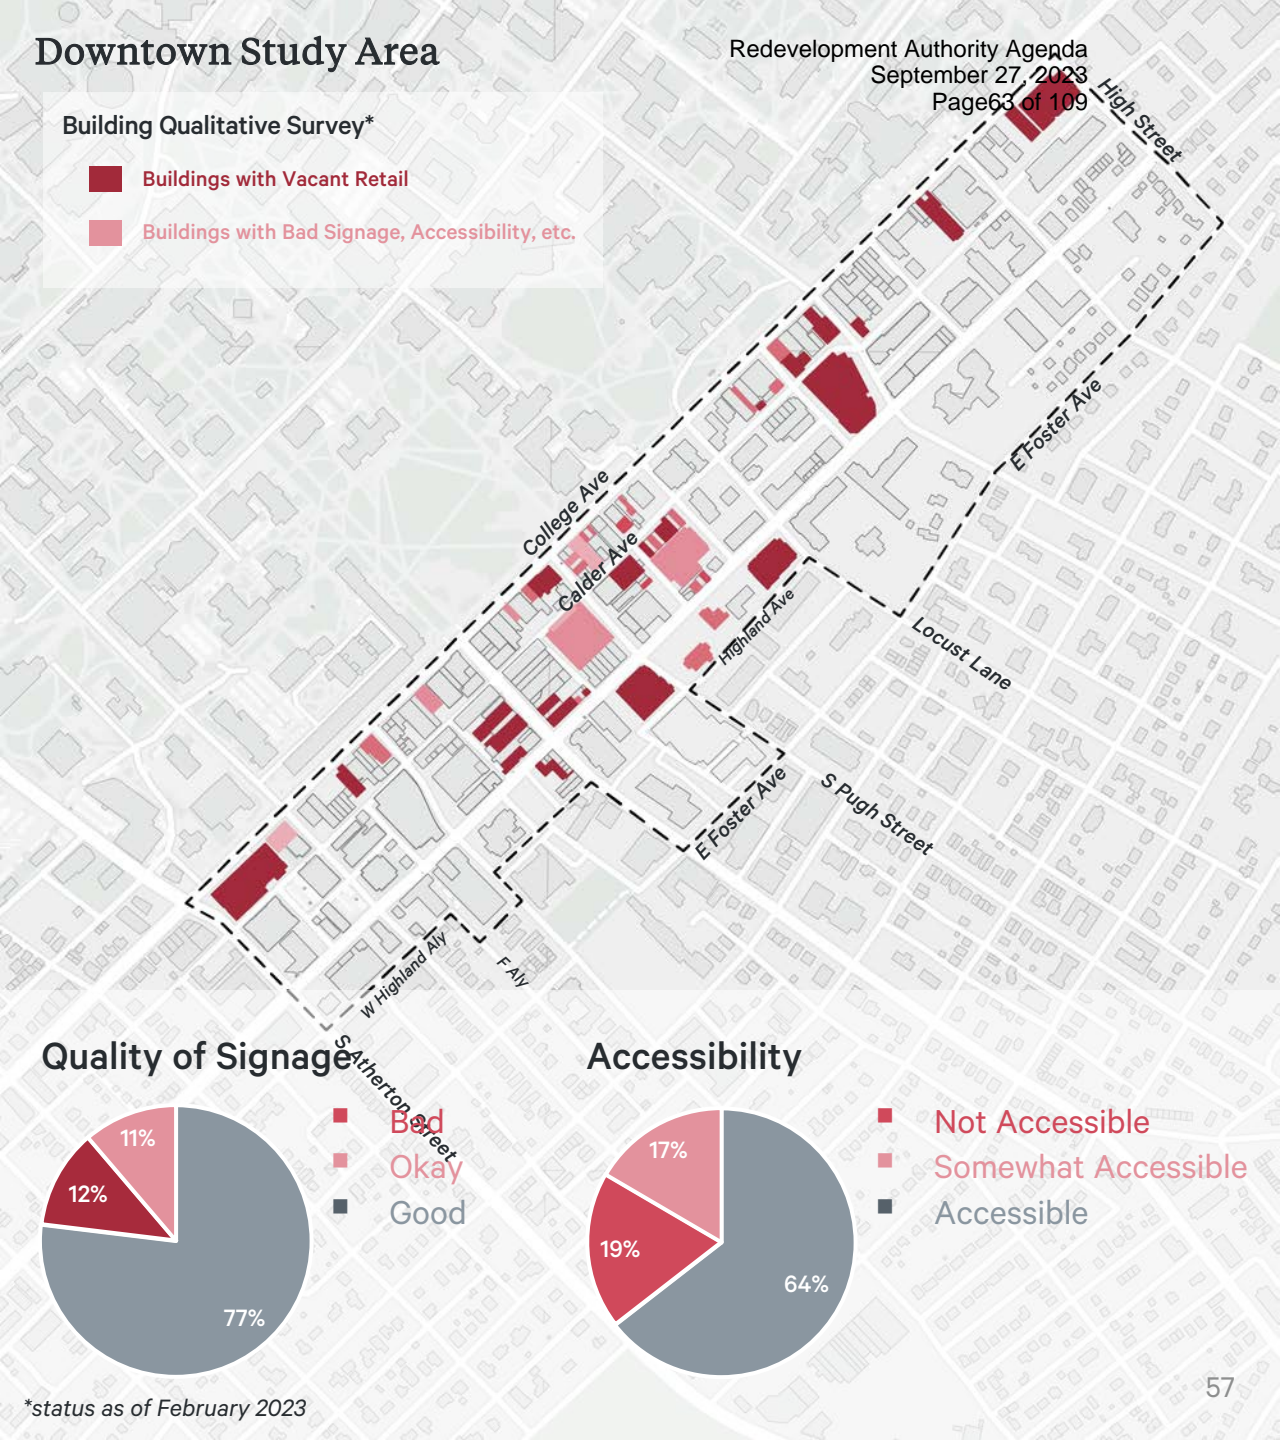 Downtown Study Area
Redevelopment Authority Agenda
September 27, 2023
Page63 of 109
Building Qualitative Survey*
Buildings with Vacant Retail
Buildings with Bad Signage, Accessibility, etc.
High Street
E Foster Ave
College Ave
Calder Ave
Highland Ave
Locust Lane
S Pugh Street
E Foster Ave
W Highland Aly
F Aly
S Atherton Street
Quality of Signage
11%
12%
77%
Bad
Okay
Good
Accessibility
17%
19%
64%
Not Accessible
Somewhat Accessible
Accessible
57
*status as of February 2023